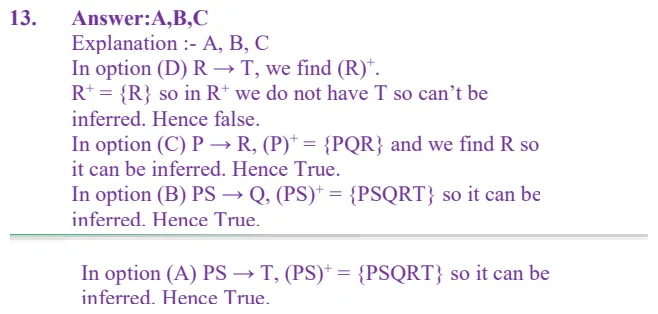 13. Answer:A,B,C
Explanation :- A, B, C
In option (D) R → T, we find (R)⁺.
R⁺ = {R} so in R⁺ we do not have T so can’t be
inferred. Hence false.
In option (C) P → R, (P)⁺ = {PQR} and we find R so
it can be inferred. Hence True.
In option (B) PS → Q, (PS)⁺ = {PSQRT} so it can be
inferred. Hence True.
In option (A) PS → T, (PS)⁺ = {PSQRT} so it can be
inferred. Hence True.